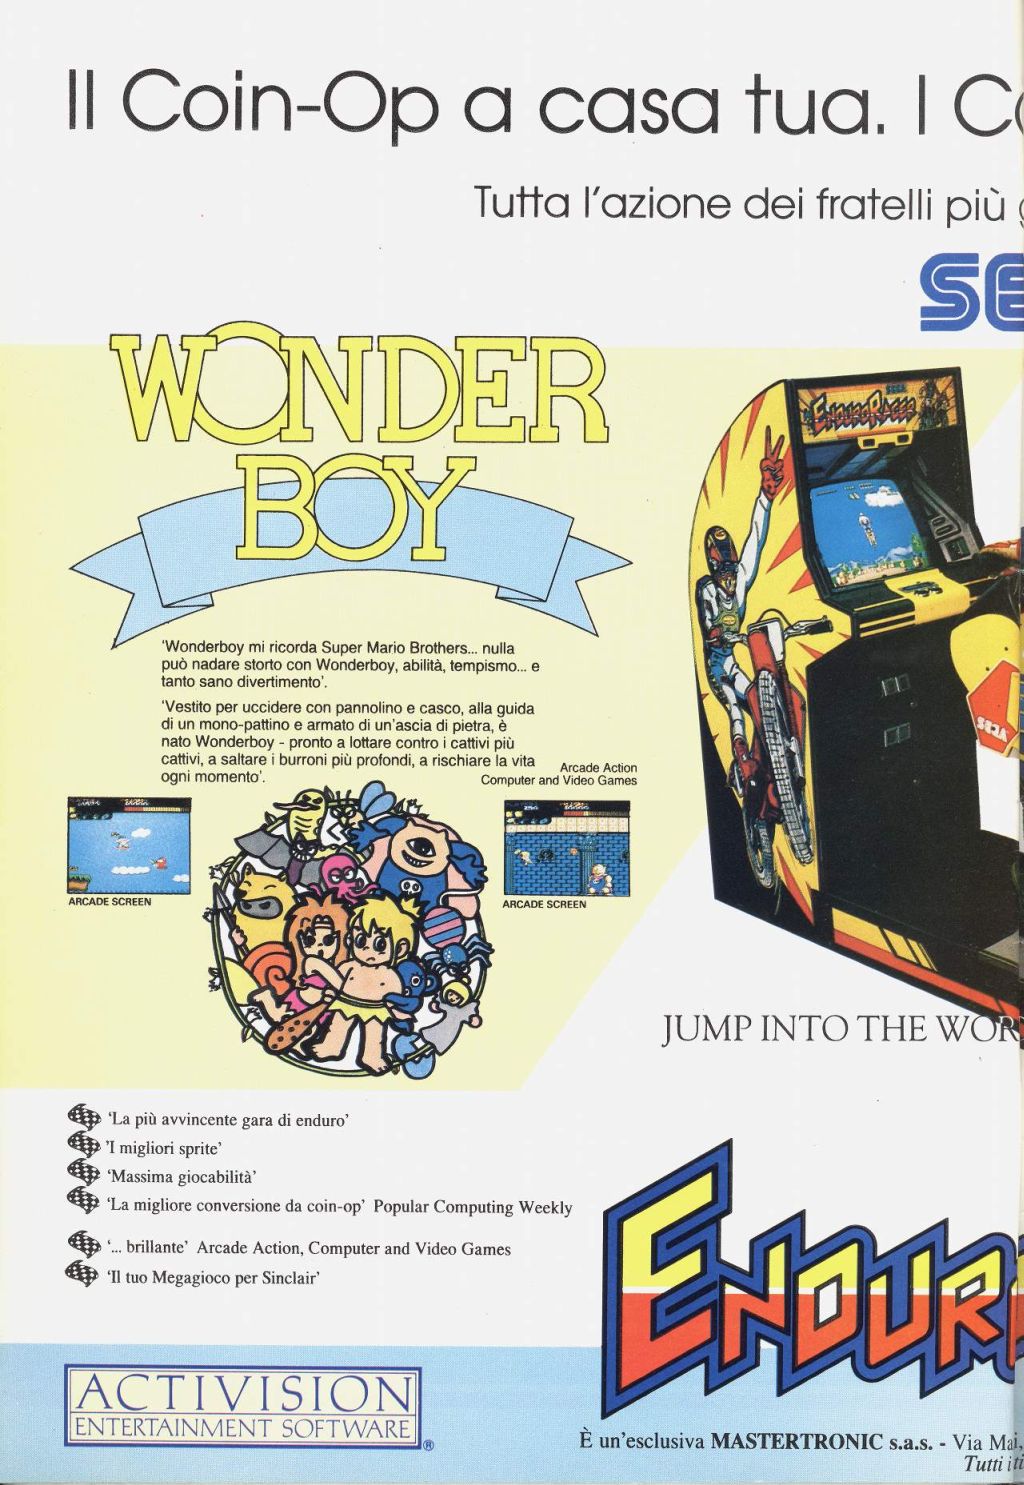 Il Coin-Op a casa tua. I
Tutta l'azione dei fratelli più
WONDER
BOY
SEGA
ENDURO RACER
'Wonderboy mi ricorda Super Mario Brothers... nulla
può nadare storto con Wonderboy, abilità, tempismo... e
tanto sano divertimento'.
'Vestito per uccidere con pannolino e casco, alla guida
di un mono-pattino e armato di un'ascia di pietra, è
nato Wonderboy - pronto a lottare contro i cattivi più
cattivi, a saltare i burroni più profondi, a rischiare la vita
ogni momento'.
Arcade Action
Computer and Video Games
ARCADE SCREEN
ARCADE SCREEN
SEGA
JUMP INTO THE
'La più avvincente gara di enduro'
'I migliori sprite'
'Massima giocabilità'
'La migliore conversione da coin-op' Popular Computing Weekly
'... brillante' Arcade Action, Computer and Video Games
'Il tuo Megagioco per Sinclair'
ENDUR
ACTIVISION
ENTERTAINMENT SOFTWARE
®
È un'esclusiva MASTERTRONIC s.a.s. - Via
Tutti i